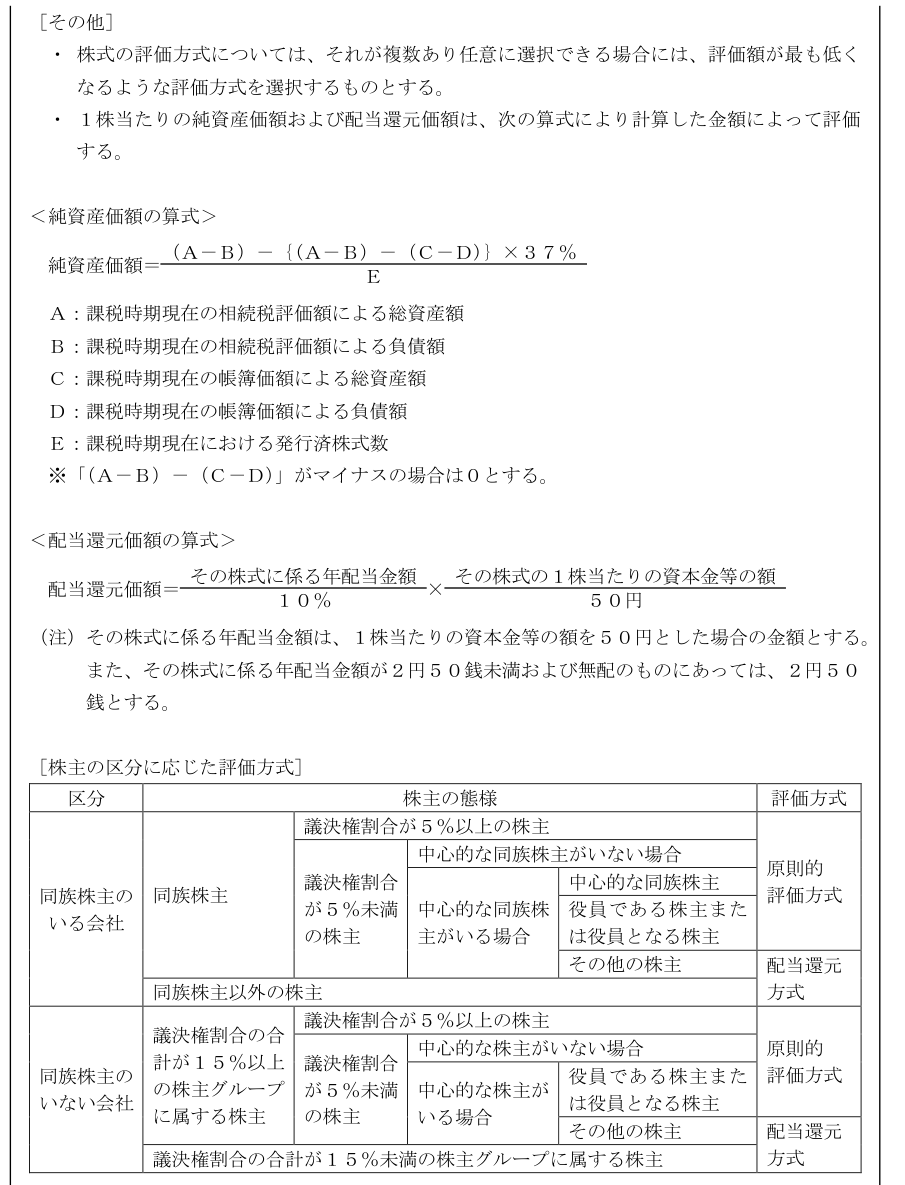 ［その他］
・ 株式の評価方式については、それが複数あり任意に選択できる場合には、評価額が最も低く
なるような評価方式を選択するものとする。
・ １株当たりの純資産価額および配当還元価額は、次の算式により計算した金額によって評価
する。
＜純資産価額の算式＞
（Ａ－Ｂ）－｛（Ａ－Ｂ）－（Ｃ－Ｄ）｝×３７％
純資産価額＝
Ｅ
Ａ：課税時期現在の相続税評価額による総資産額
Ｂ：課税時期現在の相続税評価額による負債額
Ｃ：課税時期現在の帳簿価額による総資産額
Ｄ：課税時期現在の帳簿価額による負債額
Ｅ：課税時期現在における発行済株式数
※「（Ａ－Ｂ）－（Ｃ－Ｄ）」がマイナスの場合は０とする。
＜配当還元価額の算式＞
その株式に係る年配当金額 その株式の１株当たりの資本金等の額
配当還元価額＝ ×
１０％ ５０円
（注）その株式に係る年配当金額は、１株当たりの資本金等の額を５０円とした場合の金額とする。
また、その株式に係る年配当金額が２円５０銭未満および無配のものにあっては、２円５０
銭とする。
［株主の区分に応じた評価方式］
区分 株主の態様 評価方式
同族株主の
いる会社
同族株主
議決権割合が５％以上の株主
議決権割合
が５％未満
の株主
中心的な同族株主がいない場合
中心的な同族株
主がいる場合
中心的な同族株主
役員である株主また
は役員となる株主
その他の株主
原則的
評価方式
配当還元
方式
同族株主以外の株主
同族株主の
いない会社
議決権割合の合
計が１５％以上
の株主グループ
に属する株主
議決権割合が５％以上の株主
議決権割合
が５％未満
の株主
中心的な株主がいない場合
中心的な株主が
いる場合
役員である株主また
は役員となる株主
その他の株主
原則的
評価方式
配当還元
方式
議決権割合の合計が１５％未満の株主グループに属する株主